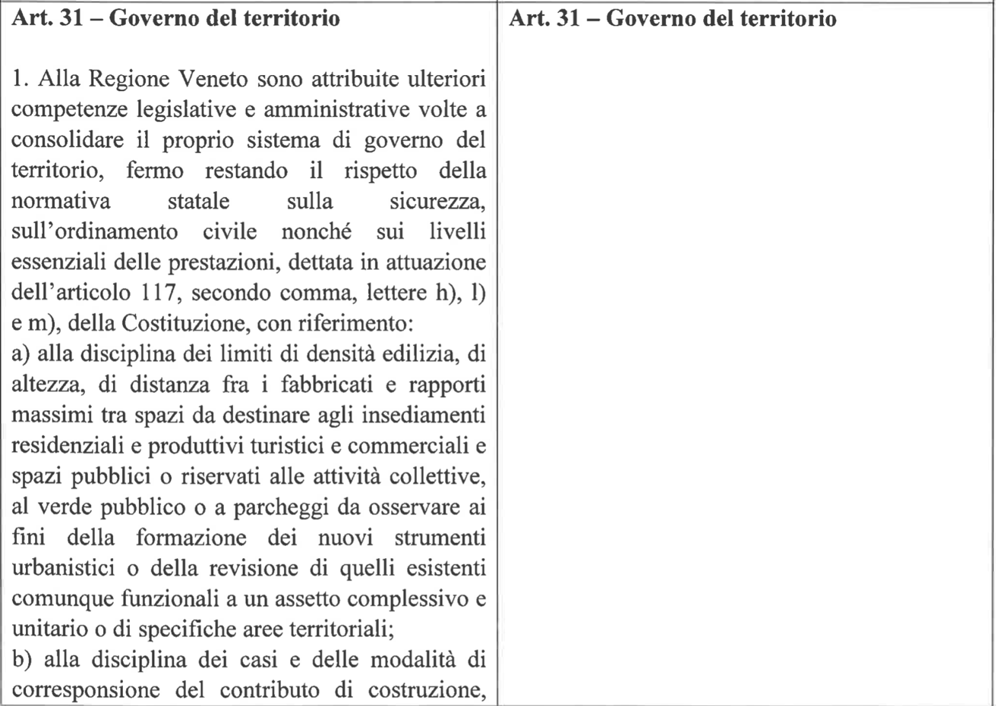 Art. 31 – Governo del territorio
1. Alla Regione Veneto sono attribuite ulteriori
competenze legislative e amministrative volte a
consolidare il proprio sistema di governo del
territorio, fermo restando il rispetto della
normativa statale sulla sicurezza,
sull'ordinamento civile nonché sui livelli
essenziali delle prestazioni, dettata in attuazione
dell'articolo 117, secondo comma, lettere h), l)
e m), della Costituzione, con riferimento:
a) alla disciplina dei limiti di densità edilizia, di
altezza, di distanza fra i fabbricati e rapporti
massimi tra spazi da destinare agli insediamenti
residenziali e produttivi turistici e commerciali e
spazi pubblici o riservati alle attività collettive,
al verde pubblico o a parcheggi da osservare ai
fini della formazione dei nuovi strumenti
urbanistici o della revisione di quelli esistenti
comunque funzionali a un assetto complessivo e
unitario o di specifiche aree territoriali;
b) alla disciplina dei casi e delle modalità di
corresponsione del contributo di costruzione,
Art. 31 – Governo del territorio